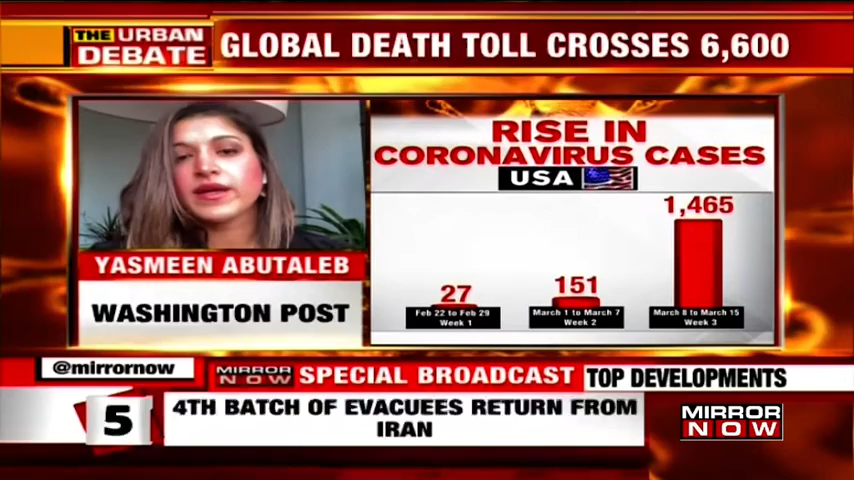 THE URBAN
DEBATE
GLOBAL DEATH TOLL CROSSES 6,600
RISE IN
CORONAVIRUS CASES
USA
1,465
151
27
Feb 22 to Feb 29
Week 1
March 1 to March 7
Week 2
March 8 to March 15
Week 3
YASMEEN ABUTALEB
WASHINGTON POST
@mirrornow
MIRROR
NOW
SPECIAL BROADCAST
TOP DEVELOPMENTS
5
4TH BATCH OF EVACUEES RETURN FROM
IRAN
MIRROR
NOW